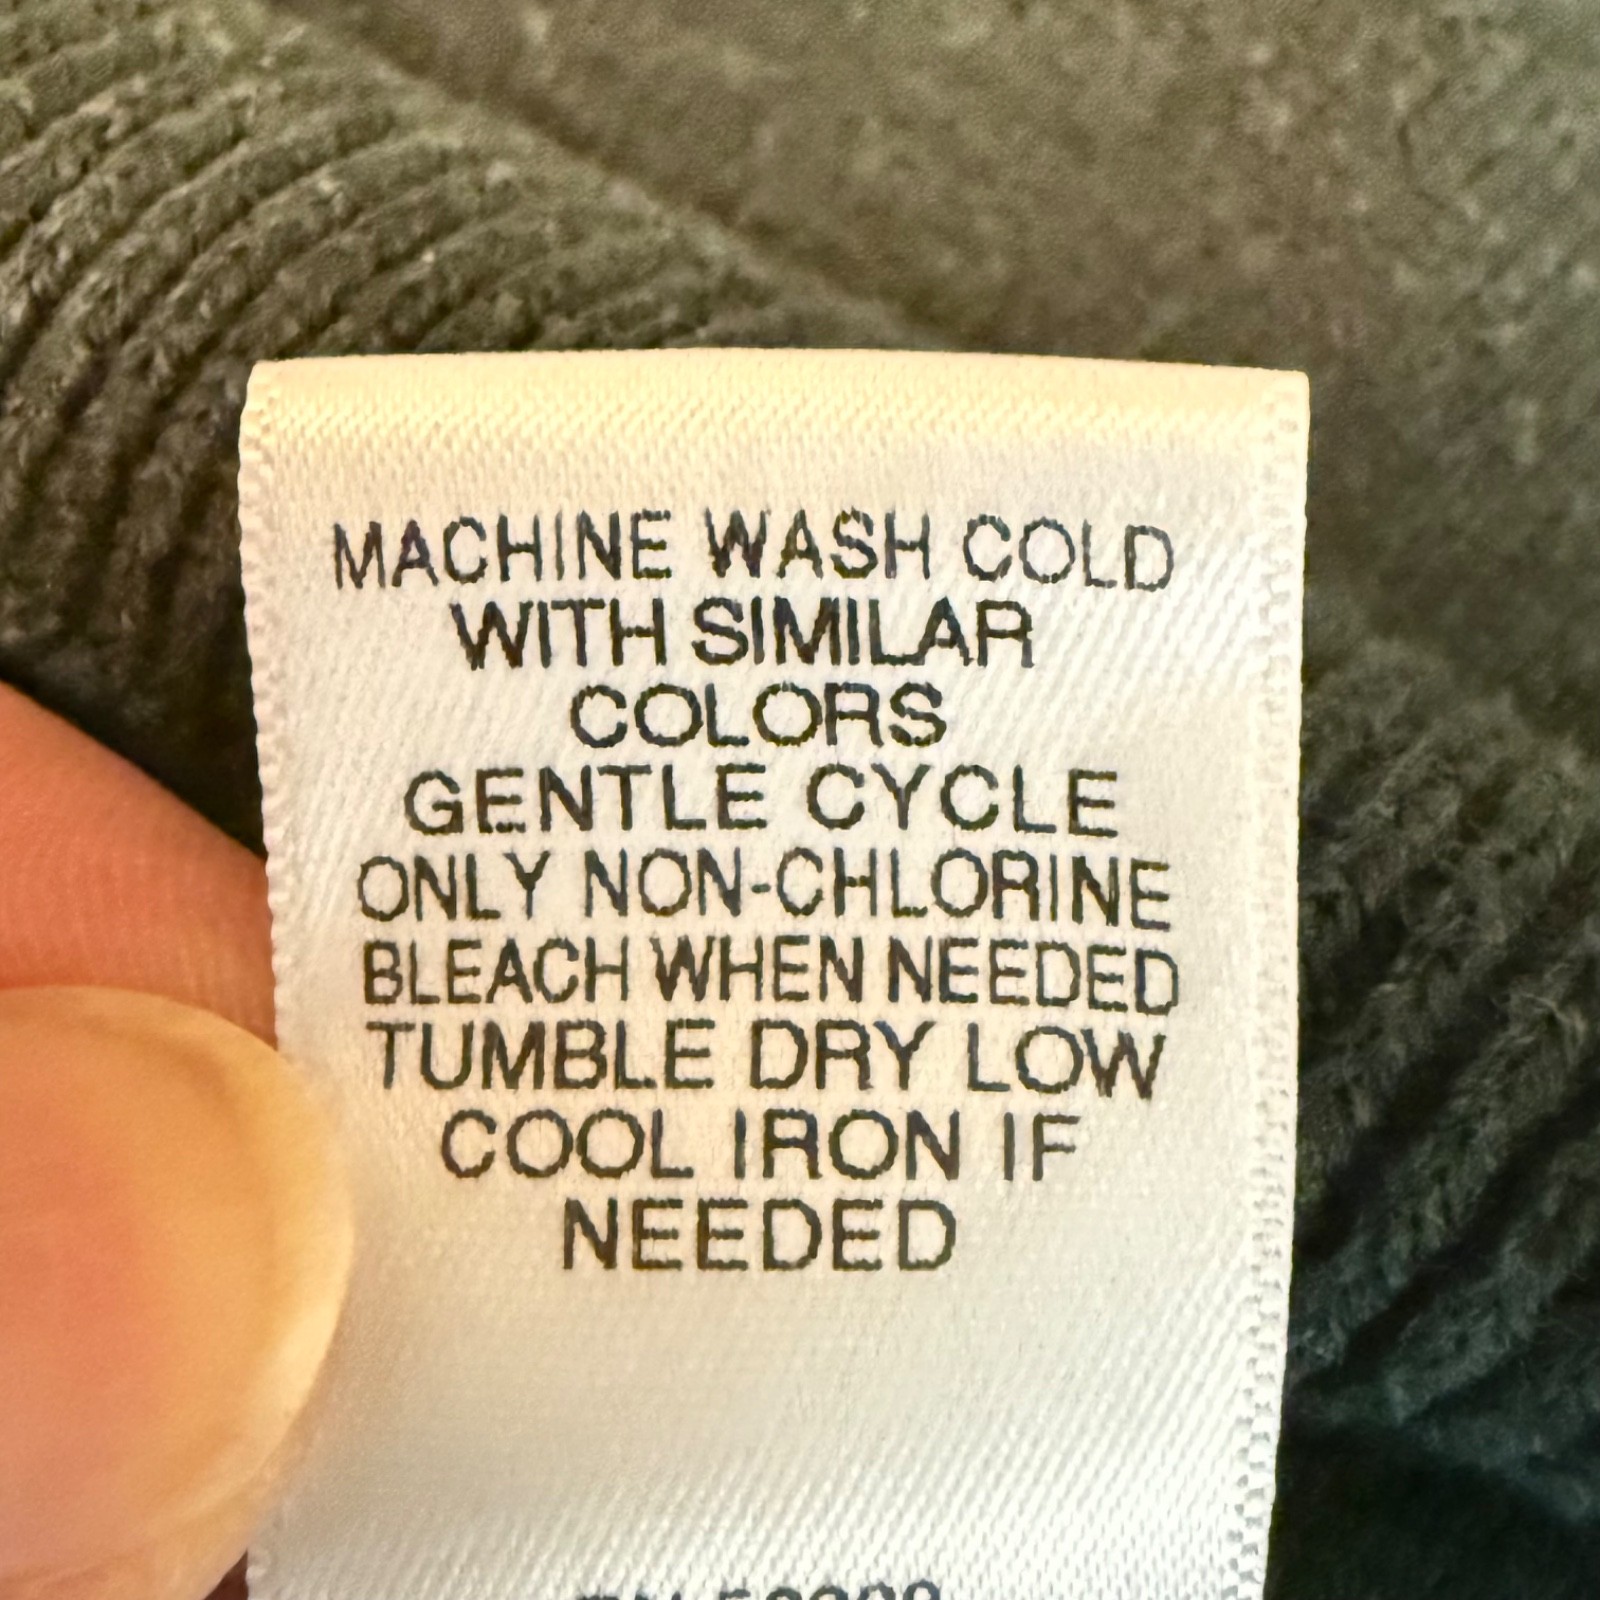 MACHINE WASH COLD
WITH SIMILAR
COLORS
GENTLE CYCLE
ONLY NON-CHLORINE
BLEACH WHEN NEEDED
TUMBLE DRY LOW
COOL IRON IF
NEEDED